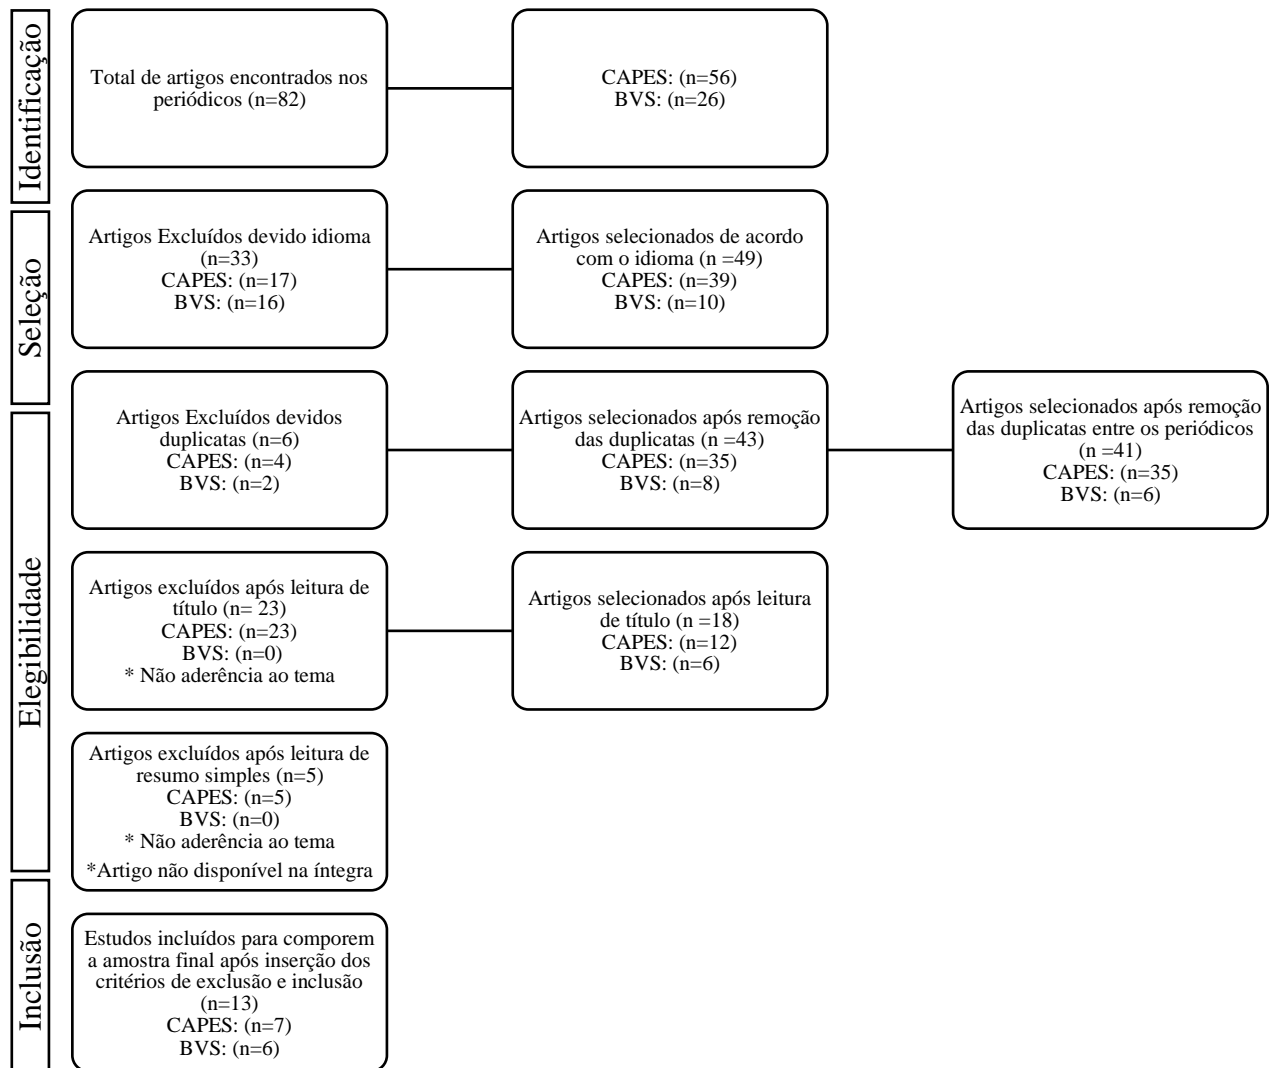 Identificação
Total de artigos encontrados nos
periódicos (n=82)
CAPES: (n=56)
BVS: (n=26)
Seleção
Artigos Excluídos devido idioma
(n=33)
CAPES: (n=17)
BVS: (n=16)
Artigos selecionados de acordo
com o idioma (n =49)
CAPES: (n=39)
BVS: (n=10)
Elegibilidade
Artigos Excluídos devidos
duplicatas (n=6)
CAPES: (n=4)
BVS: (n=2)
Artigos selecionados após remoção
das duplicatas (n =43)
CAPES: (n=35)
BVS: (n=8)
Artigos selecionados após remoção
das duplicatas entre os periódicos
(n =41)
CAPES: (n=35)
BVS: (n=6)
Artigos excluídos após leitura de
título (n= 23)
CAPES: (n=23)
BVS: (n=0)
* Não aderência ao tema
Artigos selecionados após leitura
de título (n =18)
CAPES: (n=12)
BVS: (n=6)
Artigos excluídos após leitura de
resumo simples (n=5)
CAPES: (n=5)
BVS: (n=0)
* Não aderência ao tema
*Artigo não disponível na íntegra
Inclusão
Estudos incluídos para comporem
a amostra final após inserção dos
critérios de exclusão e inclusão
(n=13)
CAPES: (n=7)
BVS: (n=6)